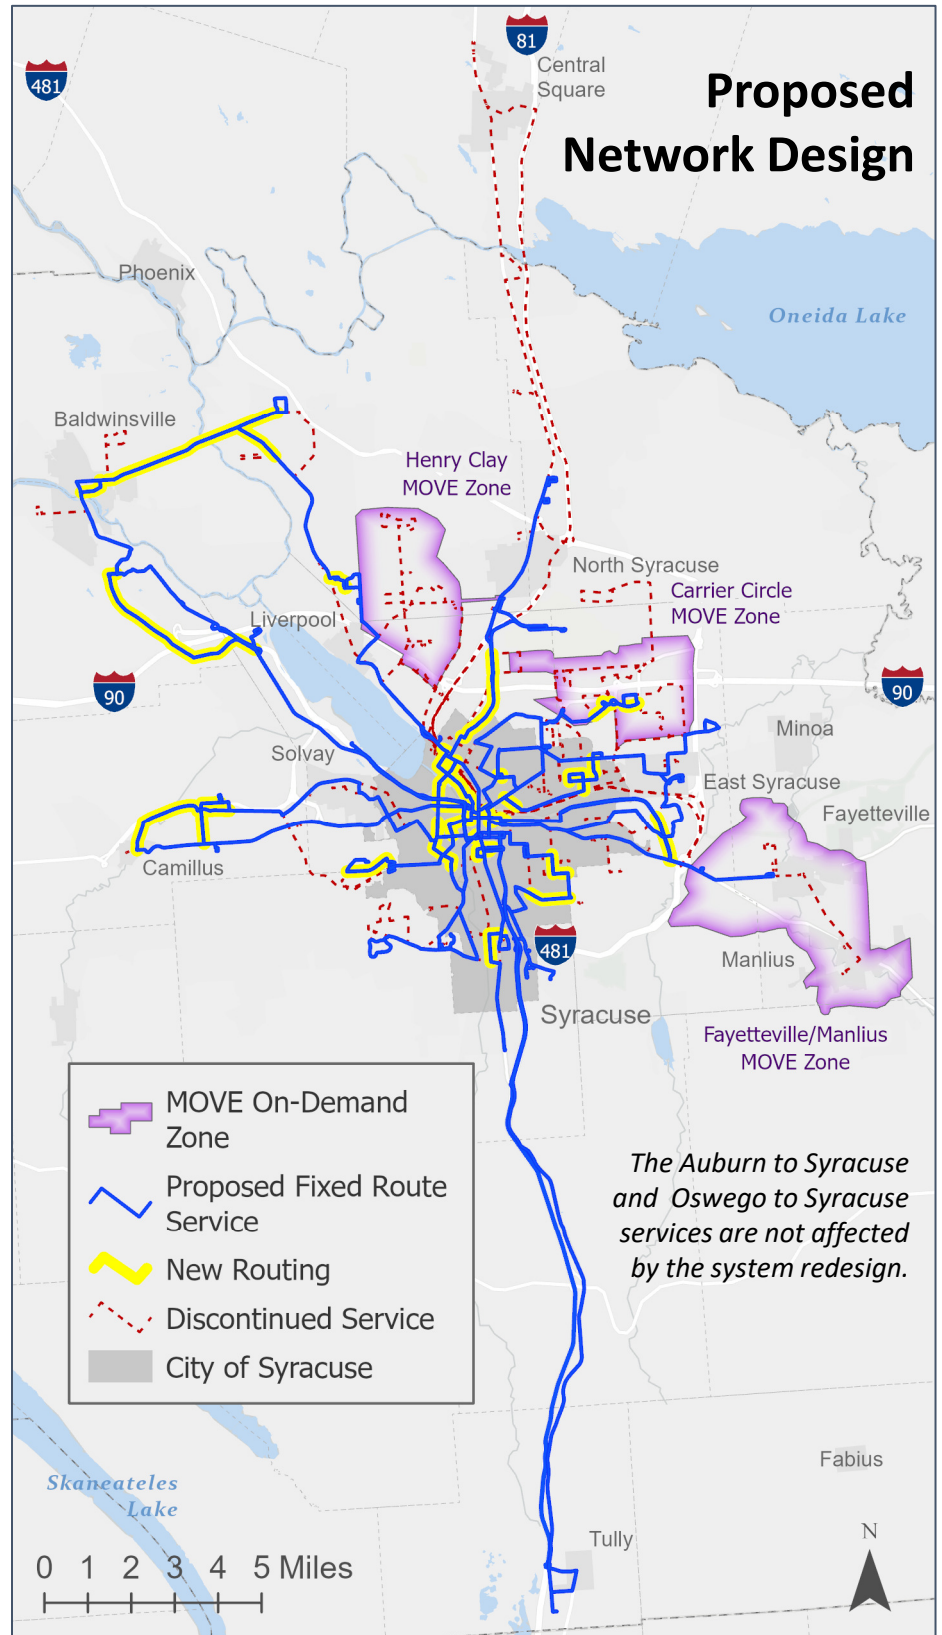 81
481
Central
Square
Proposed
Network Design
Phoenix
Oneida Lake
Baldwinsville
Henry Clay
MOVE Zone
North Syracuse
Carrier Circle
MOVE Zone
Liverpool
90
90
Minoa
Solvay
East Syracuse
Fayetteville
Camillus
481
Manlius
Syracuse
Fayetteville/Manlius
MOVE Zone
MOVE On-Demand
Zone
Proposed Fixed Route
Service
New Routing
Discontinued Service
City of Syracuse
The Auburn to Syracuse
and Oswego to Syracuse
services are not affected
by the system redesign.
Fabius
Skaneateles
Lake
Tully
N
0 1 2 3 4 5 Miles